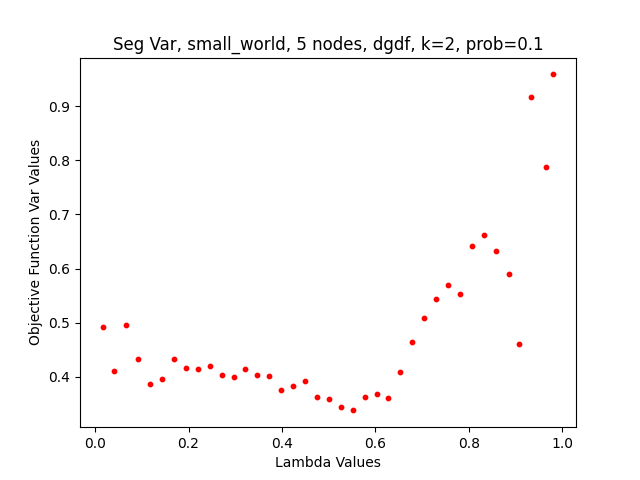 Seg Var, small_world, 5 nodes, dgdf, k=2, prob=0.1
Objective Function Var Values
0.9
0.8
0.7
0.6
0.5
0.4
0.0 0.2 0.4 0.6 0.8 1.0
Lambda Values